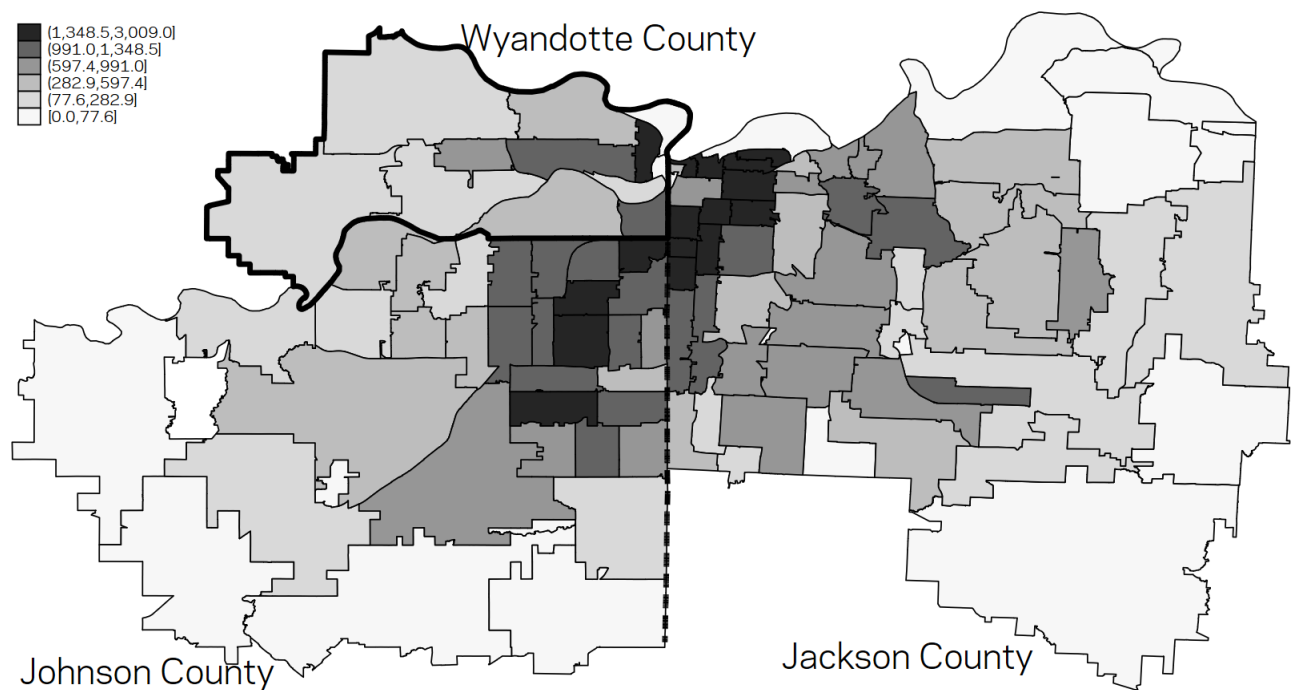 (1,348.5,3,009.0]
(991.0,1,348.5]
(597.4,991.0]
(282.9,597.4]
(77.6,282.9]
[0.0,77.6]
Wyandotte County
Johnson County
Jackson County